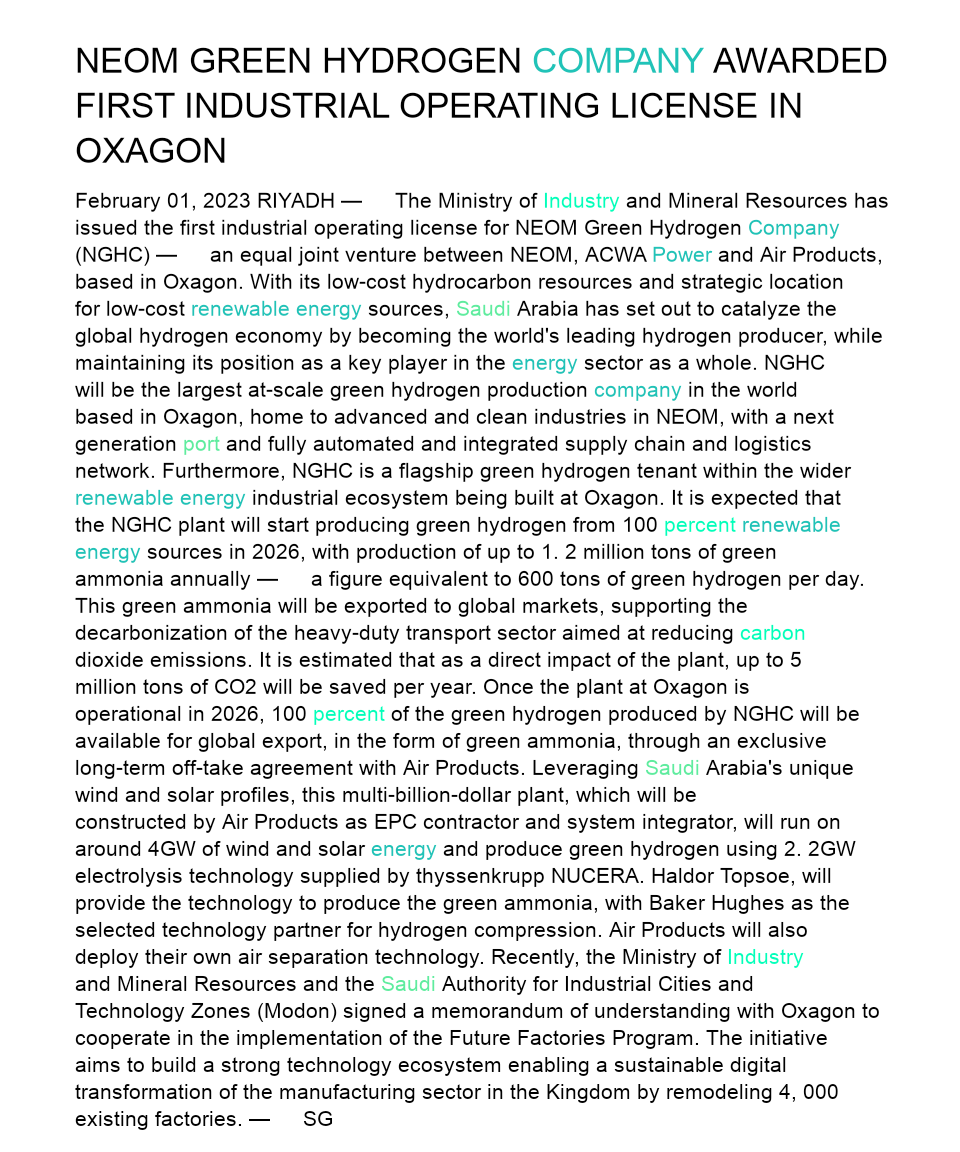 NEOM GREEN HYDROGEN COMPANY AWARDED
FIRST INDUSTRIAL OPERATING LICENSE IN
OXAGON
February 01, 2023 RIYADH — The Ministry of Industry and Mineral Resources has
issued the first industrial operating license for NEOM Green Hydrogen Company
(NGHC) — an equal joint venture between NEOM, ACWA Power and Air Products,
based in Oxagon. With its low-cost hydrocarbon resources and strategic location
for low-cost renewable energy sources, Saudi Arabia has set out to catalyze the
global hydrogen economy by becoming the world's leading hydrogen producer, while
maintaining its position as a key player in the energy sector as a whole. NGHC
will be the largest at-scale green hydrogen production company in the world
based in Oxagon, home to advanced and clean industries in NEOM, with a next
generation port and fully automated and integrated supply chain and logistics
network. Furthermore, NGHC is a flagship green hydrogen tenant within the wider
renewable energy industrial ecosystem being built at Oxagon. It is expected that
the NGHC plant will start producing green hydrogen from 100 percent renewable
energy sources in 2026, with production of up to 1. 2 million tons of green
ammonia annually — a figure equivalent to 600 tons of green hydrogen per day.
This green ammonia will be exported to global markets, supporting the
decarbonization of the heavy-duty transport sector aimed at reducing carbon
dioxide emissions. It is estimated that as a direct impact of the plant, up to 5
million tons of CO2 will be saved per year. Once the plant at Oxagon is
operational in 2026, 100 percent of the green hydrogen produced by NGHC will be
available for global export, in the form of green ammonia, through an exclusive
long-term off-take agreement with Air Products. Leveraging Saudi Arabia's unique
wind and solar profiles, this multi-billion-dollar plant, which will be
constructed by Air Products as EPC contractor and system integrator, will run on
around 4GW of wind and solar energy and produce green hydrogen using 2. 2GW
electrolysis technology supplied by thyssenkrupp NUCERA. Haldor Topsoe, will
provide the technology to produce the green ammonia, with Baker Hughes as the
selected technology partner for hydrogen compression. Air Products will also
deploy their own air separation technology. Recently, the Ministry of Industry
and Mineral Resources and the Saudi Authority for Industrial Cities and
Technology Zones (Modon) signed a memorandum of understanding with Oxagon to
cooperate in the implementation of the Future Factories Program. The initiative
aims to build a strong technology ecosystem enabling a sustainable digital
transformation of the manufacturing sector in the Kingdom by remodeling 4, 000
existing factories. — SG